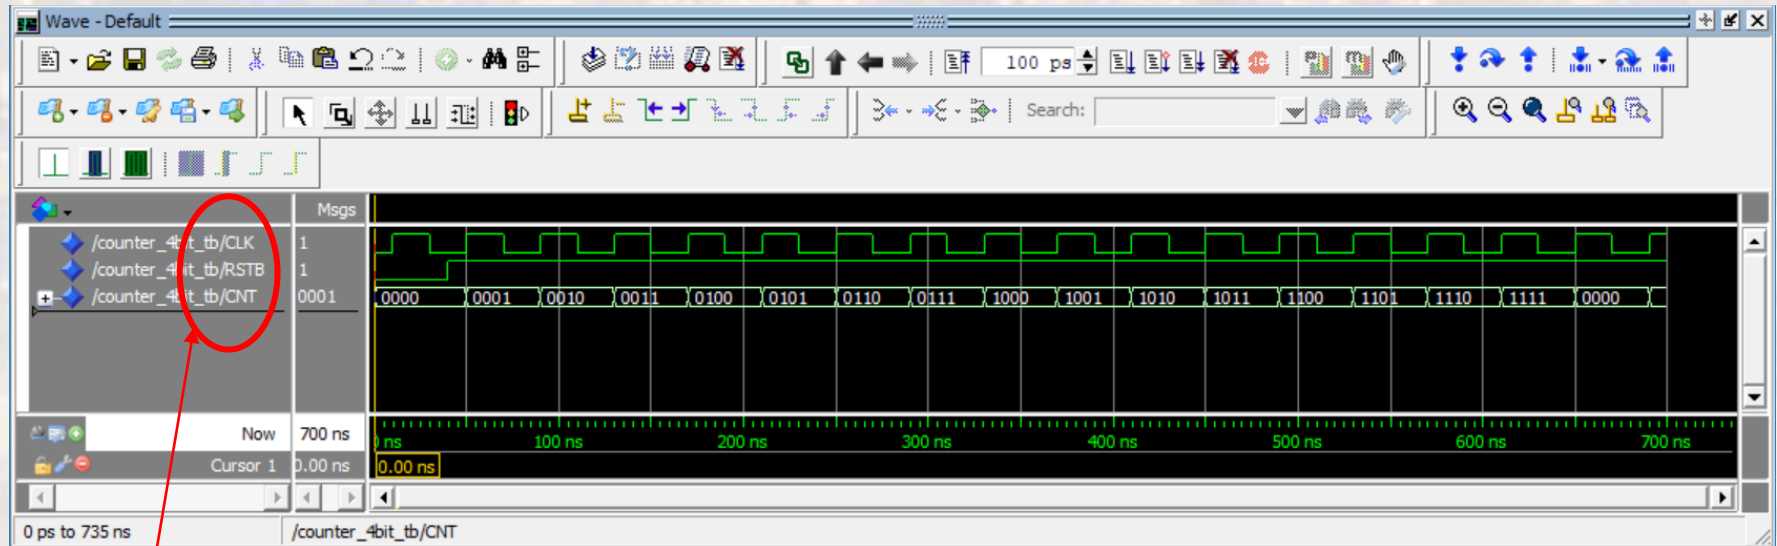 Wave - Default
100 ps
Search:
Msgs
/counter_4bit_tb/CLK 1
/counter_4bit_tb/RSTB 1
/counter_4bit_tb/CNT 0001 0000 0001 0010 0011 0100 0101 0110 0111 1000 1001 1010 1011 1100 1101 1110 1111 0000
Now 700 ns ns 100 ns 200 ns 300 ns 400 ns 500 ns 600 ns 700 ns
Cursor 1 0.00 ns 0.00 ns
0 ps to 735 ns /counter_4bit_tb/CNT